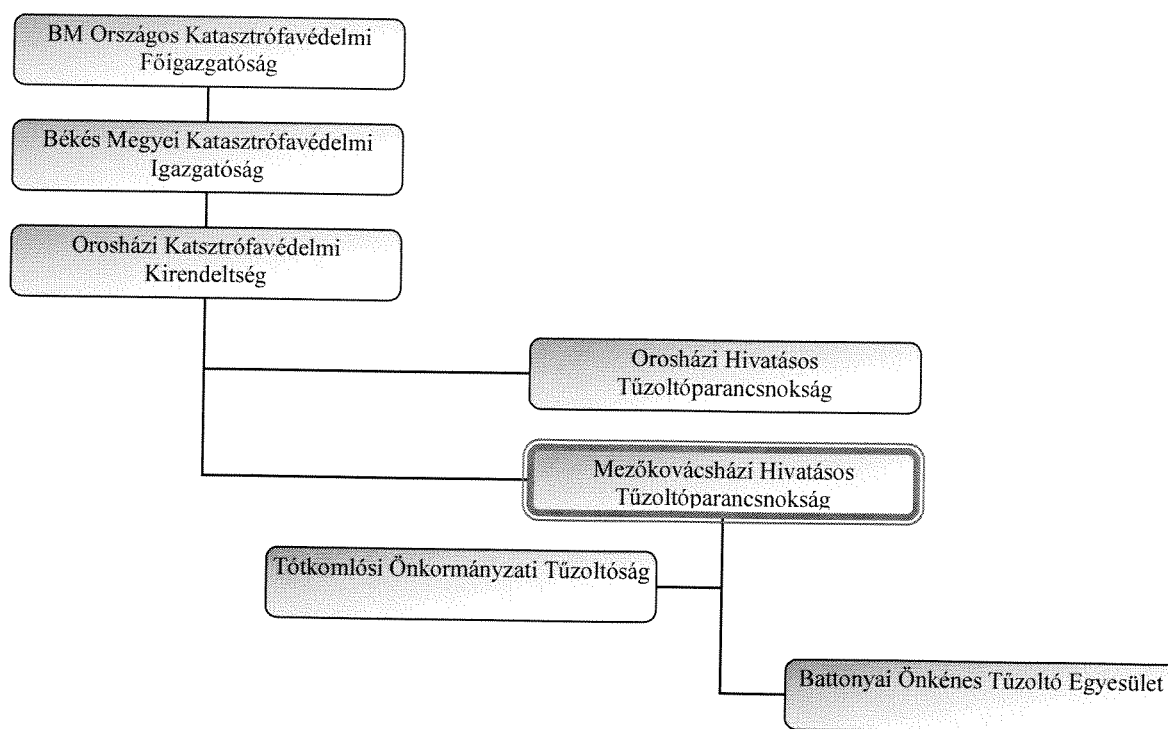 BM Országos Katasztrófavédelmi
Főigazgatóság
Békés Megyei Katasztrófavédelmi
Igazgatóság
Orosházi Katsztrófavédelmi
Kirendeltség
Orosházi Hivatásos
Tűzoltóparancsnokság
Mezőkovácsházi Hivatásos
Tűzoltóparancsnokság
Tótkomlósi Önkormányzati Tűzoltóság
Battonyai Önkénes Tűzoltó Egyesület